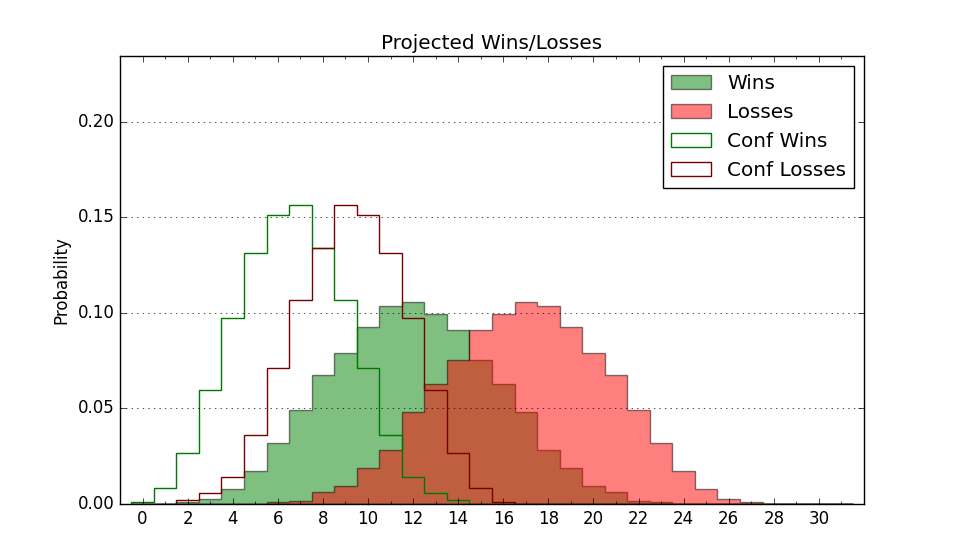 Projected Wins/Losses
Wins
Losses
Conf Wins
Conf Losses
Probability
0.20
0.15
0.10
0.05
0.00
0 2 4 6 8 10 12 14 16 18 20 22 24 26 28 30